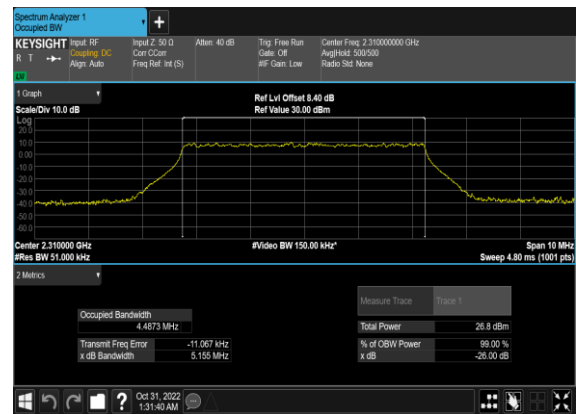 Spectrum Analyzer 1
Occupied BW
KEYSIGHT
R T
LV
Input: RF
Coupling: DC
Align: Auto
Input Z: 50 Ω
Corr CCorr
Freq Ref: Int (S)
Atten: 40 dB
Trig: Free Run
Gate: Off
#IF Gain: Low
Center Freq: 2.310000000 GHz
Avg|Hold: 500/500
Radio Std: None
1 Graph
Scale/Div 10.0 dB
Ref Lvl Offset 8.40 dB
Ref Value 30.00 dBm
Log
20.0
10.0
0.00
-10.0
-20.0
-30.0
-40.0
-50.0
-60.0
Center 2.310000 GHz
#Res BW 51.000 kHz
#Video BW 150.00 kHz*
Span 10 MHz
Sweep 4.80 ms (1001 pts)
2 Metrics
Measure Trace
Trace 1
Occupied Bandwidth
4.4873 MHz
Total Power
26.8 dBm
Transmit Freq Error
-11.067 kHz
% of OBW Power
99.00 %
x dB Bandwidth
5.155 MHz
x dB
-26.00 dB
Oct 31, 2022
1:31:40 AM